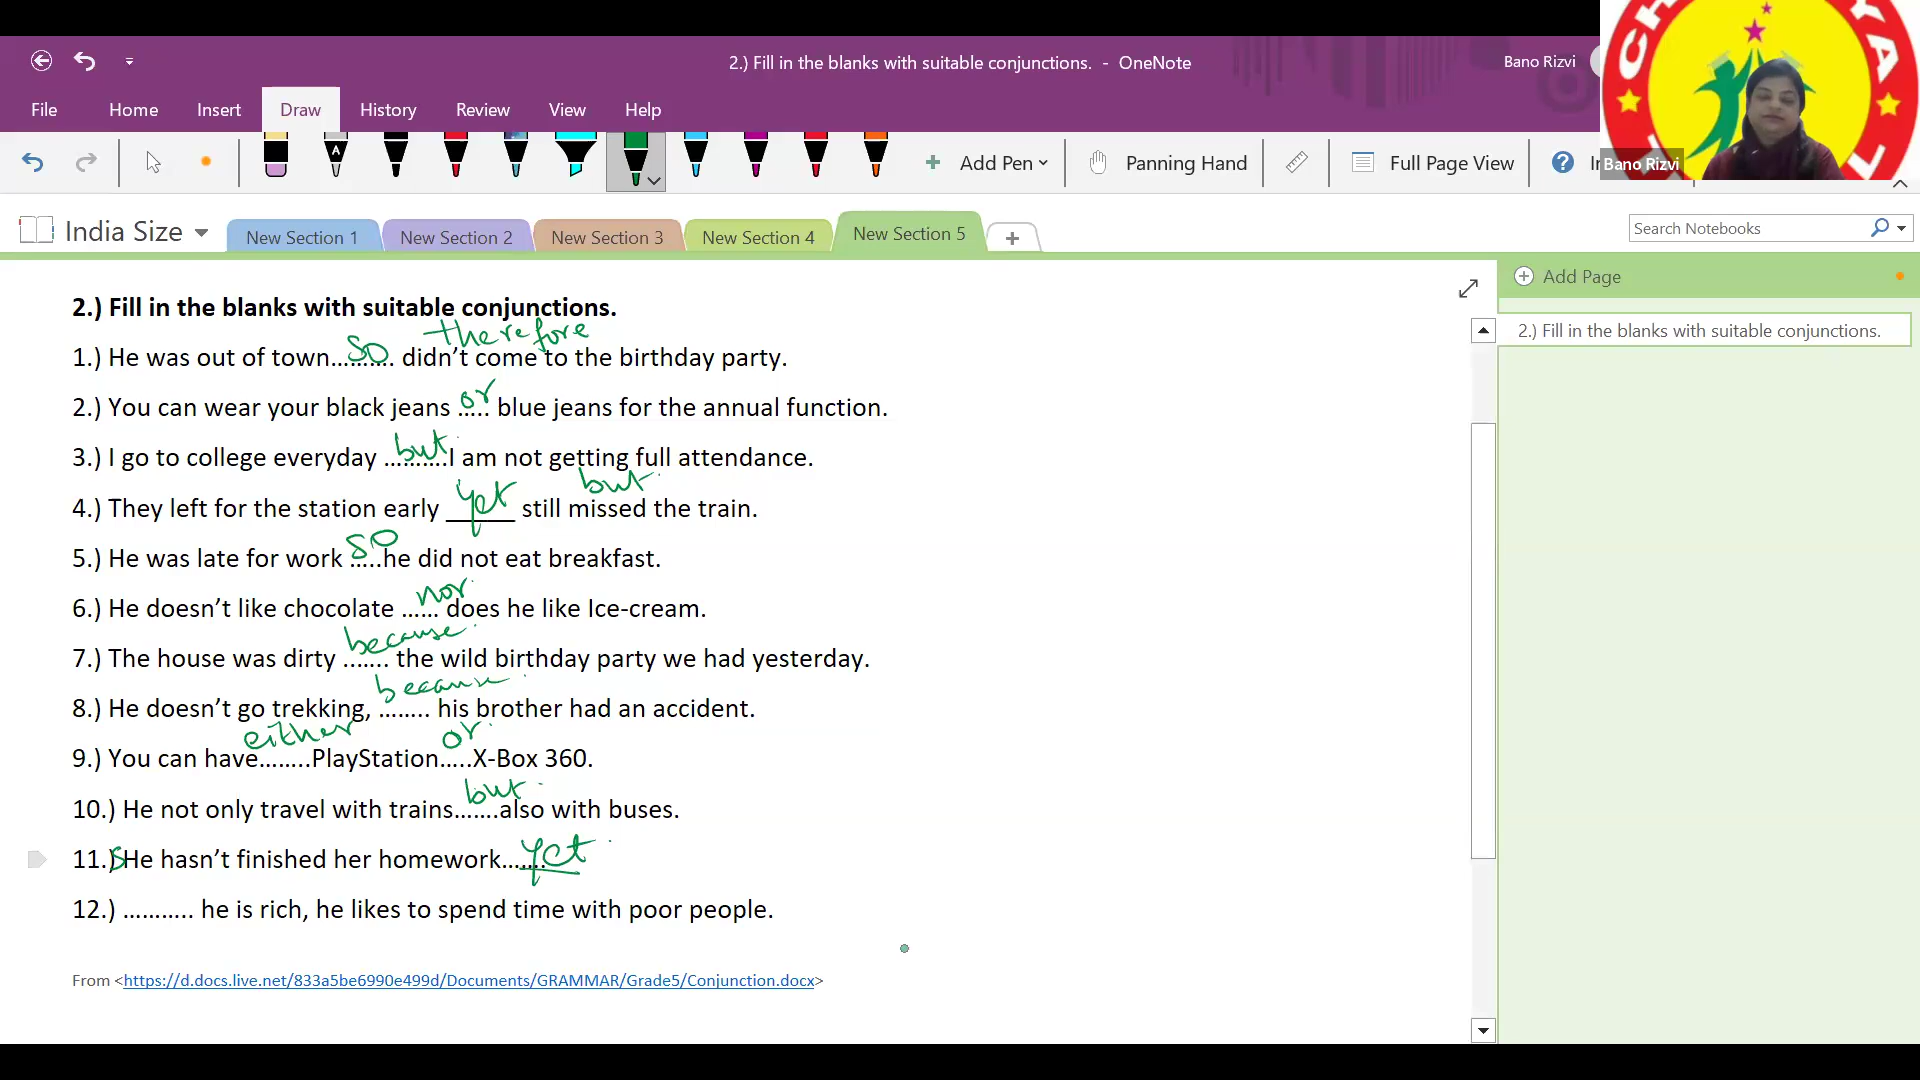 2.) Fill in the blanks with suitable conjunctions. - OneNote
Bano Rizvi
File Home Insert Draw History Review View Help
A
Add Pen Panning Hand Full Page View
Bano Rizvi
India Size New Section 1 New Section 2 New Section 3 New Section 4 New Section 5
Search Notebooks
Add Page
2.) Fill in the blanks with suitable conjunctions.
2.) Fill in the blanks with suitable conjunctions.
therefore
1.) He was out of town...so....... didn't come to the birthday party.
2.) You can wear your black jeans ..or... blue jeans for the annual function.
3.) I go to college everyday ...but.......I am not getting full attendance.
but
4.) They left for the station early yet still missed the train.
5.) He was late for work so.....he did not eat breakfast.
6.) He doesn't like chocolate ...nor... does he like Ice-cream.
7.) The house was dirty because....... the wild birthday party we had yesterday.
8.) He doesn't go trekking, because........ his brother had an accident.
9.) You can have either........PlayStation or.....X-Box 360.
10.) He not only travel with trains but.......also with buses.
11.) SHe hasn't finished her homework......yet
12.) ........... he is rich, he likes to spend time with poor people.
From <https://d.docs.live.net/833a5be6990e499d/Documents/GRAMMAR/Grade5/Conjunction.docx>